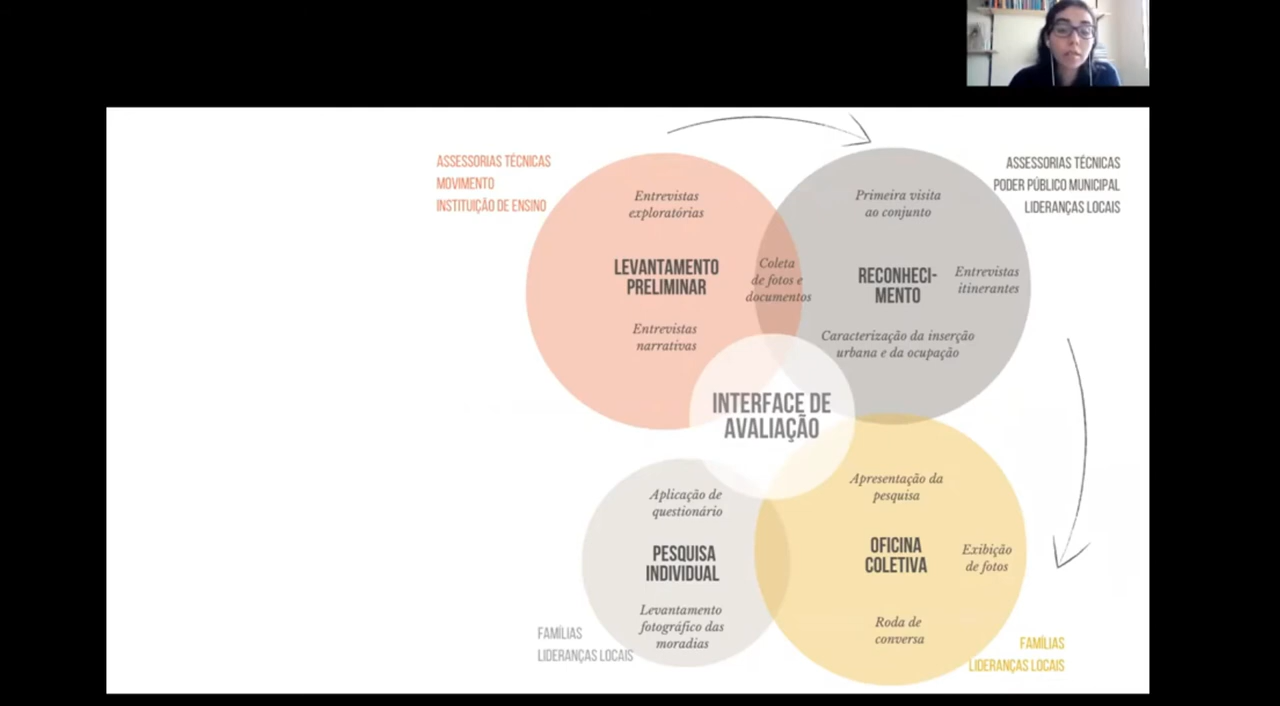 ASSESSORIAS TÉCNICAS
MOVIMENTO
INSTITUIÇÃO DE ENSINO
Entrevistas
exploratórias
LEVANTAMENTO
PRELIMINAR
Entrevistas
narrativas
Coleta
de fotos e
documentos
Primeira visita
ao conjunto
RECONHECI-
MENTO
Entrevistas
itinerantes
Caracterização da inserção
urbana e da ocupação
ASSESSORIAS TÉCNICAS
PODER PÚBLICO MUNICIPAL
LIDERANÇAS LOCAIS
INTERFACE DE
AVALIAÇÃO
Aplicação de
questionário
PESQUISA
INDIVIDUAL
Levantamento
fotográfico das
moradias
FAMÍLIAS
LIDERANÇAS LOCAIS
Apresentação da
pesquisa
OFICINA
COLETIVA
Exibição
de fotos
Roda de
conversa
FAMÍLIAS
LIDERANÇAS LOCAIS